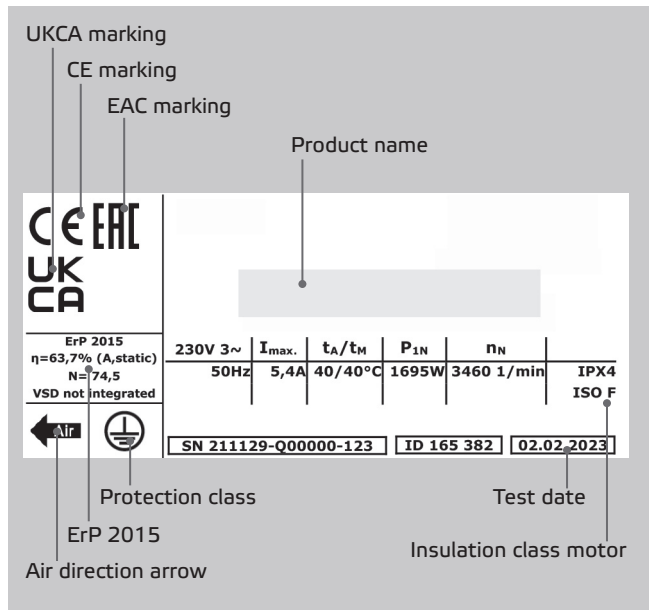 UKCA marking
CE marking
EAC marking
Product name
CE EAC
UK
CA
ErP 2015
η=63,7% (A,static)
N= 74,5
VSD not integrated
230V 3~ Imax. tA/tM P1N nN
50Hz 5,4A 40/40°C 1695W 3460 1/min IPX4
ISO F
Air
SN 211129-Q00000-123 ID 165 382 02.02.2023
Protection class
Test date
ErP 2015
Insulation class motor
Air direction arrow